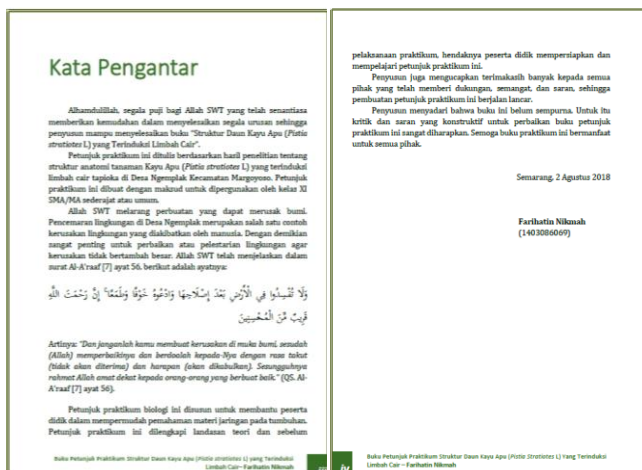 Kata Pengantar
Alhamdulillah, segala puji bagi Allah SWT yang telah senantiasa
memberikan kemudahan dalam menyelesaikan segala urusan sehingga
penyusun mampu menyelesaikan buku "Struktur Daun Kayu Apu (Pistia
stratiotes L) yang Terinduksi Limbah Cair".
Petunjuk praktikum ini ditulis berdasarkan hasil penelitian tentang
struktur anatomi tanaman Kayu Apu (Pistia stratiotes L) yang terinduksi
limbah cair tapioka di Desa Ngemplak Kecamatan Margoyoso. Petunjuk
praktikum ini dibuat dengan maksud untuk dipergunakan oleh kelas XI
SMA/MA sederajat atau umum.
Allah SWT melarang perbuatan yang dapat merusak bumi.
Pencemaran lingkungan di Desa Ngemplak merupakan salah satu contoh
kerusakan lingkungan yang diakibatkan oleh manusia. Dengan demikian
sangat penting untuk perbaikan atau pelestarian lingkungan agar
kerusakan tidak bertambah besar. Allah SWT telah menjelaskan dalam
surat Al-A'raaf [7] ayat 56, berikut adalah ayatnya:
وَلَا تُفْسِدُوا فِي الْأَرْضِ بَعْدَ إِصْلَاحِهَا وَادْعُوهُ خَوْفًا وَطَمَعًا ۚ إِنَّ رَحْمَتَ اللَّهِ
قَرِيبٌ مِّنَ الْمُحْسِنِينَ
Artinya: "Dan janganlah kamu membuat kerusakan di muka bumi, sesudah
(Allah) memperbaikinya dan berdoalah kepada-Nya dengan rasa takut
(tidak akan diterima) dan harapan (akan dikabulkan). Sesungguhnya
rahmat Allah amat dekat kepada orang-orang yang berbuat baik." (QS. Al-
A'raaf [7] ayat 56).
Petunjuk praktikum biologi ini disusun untuk membantu peserta
didik dalam mempermudah pemahaman materi jaringan pada tumbuhan.
Petunjuk praktikum ini dilengkapi landasan teori dan sebelum
Buku Petunjuk Praktikum Struktur Daun Kayu Apu (Pistia Stratiotes L) yang Terinduksi
Limbah Cair – Farihatin Nikmah
pelaksanaan praktikum, hendaknya peserta didik mempersiapkan dan
mempelajari petunjuk praktikum ini.
Penyusun juga mengucapkan terimakasih banyak kepada semua
pihak yang telah memberi dukungan, semangat, dan saran, sehingga
pembuatan petunjuk praktikum ini berjalan lancar.
Penyusun menyadari bahwa buku ini belum sempurna. Untuk itu
kritik dan saran yang konstruktif untuk perbaikan buku petunjuk
praktikum ini sangat diharapkan. Semoga buku praktikum ini bermanfaat
untuk semua pihak.
Semarang, 2 Agustus 2018
Farihatin Nikmah
(1403086069)
iv
Buku Petunjuk Praktikum Struktur Daun Kayu Apu (Pistia Stratiotes L) Yang Terinduksi
Limbah Cair – Farihatin Nikmah